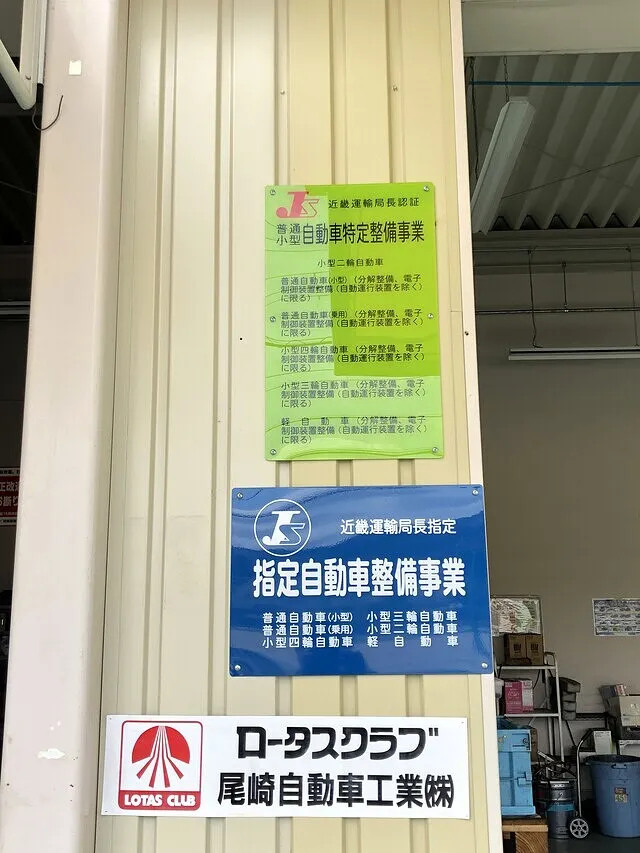 JS 近畿運輸局長認証
普通
小型 自動車特定整備事業
小型二輪自動車
普通自動車(小型)(分解整備、電子
制御装置整備(自動運行装置を除く)
に限る)
普通自動車(乗用)(分解整備、電子
制御装置整備(自動運行装置を除く)
に限る)
小型四輪自動車(分解整備、電子
制御装置整備(自動運行装置を除く)
に限る)
小型三輪自動車(分解整備、電子
制御装置整備(自動運行装置を除く)
に限る)
軽自動車(分解整備、電子
制御装置整備(自動運行装置を除く)
に限る)
JS 近畿運輸局長指定
指定自動車整備事業
普通自動車(小型) 小型三輪自動車
普通自動車(乗用) 小型二輪自動車
小型四輪自動車 軽自動車
ロータスクラブ
LOTAS CLUB
尾崎自動車工業(株)